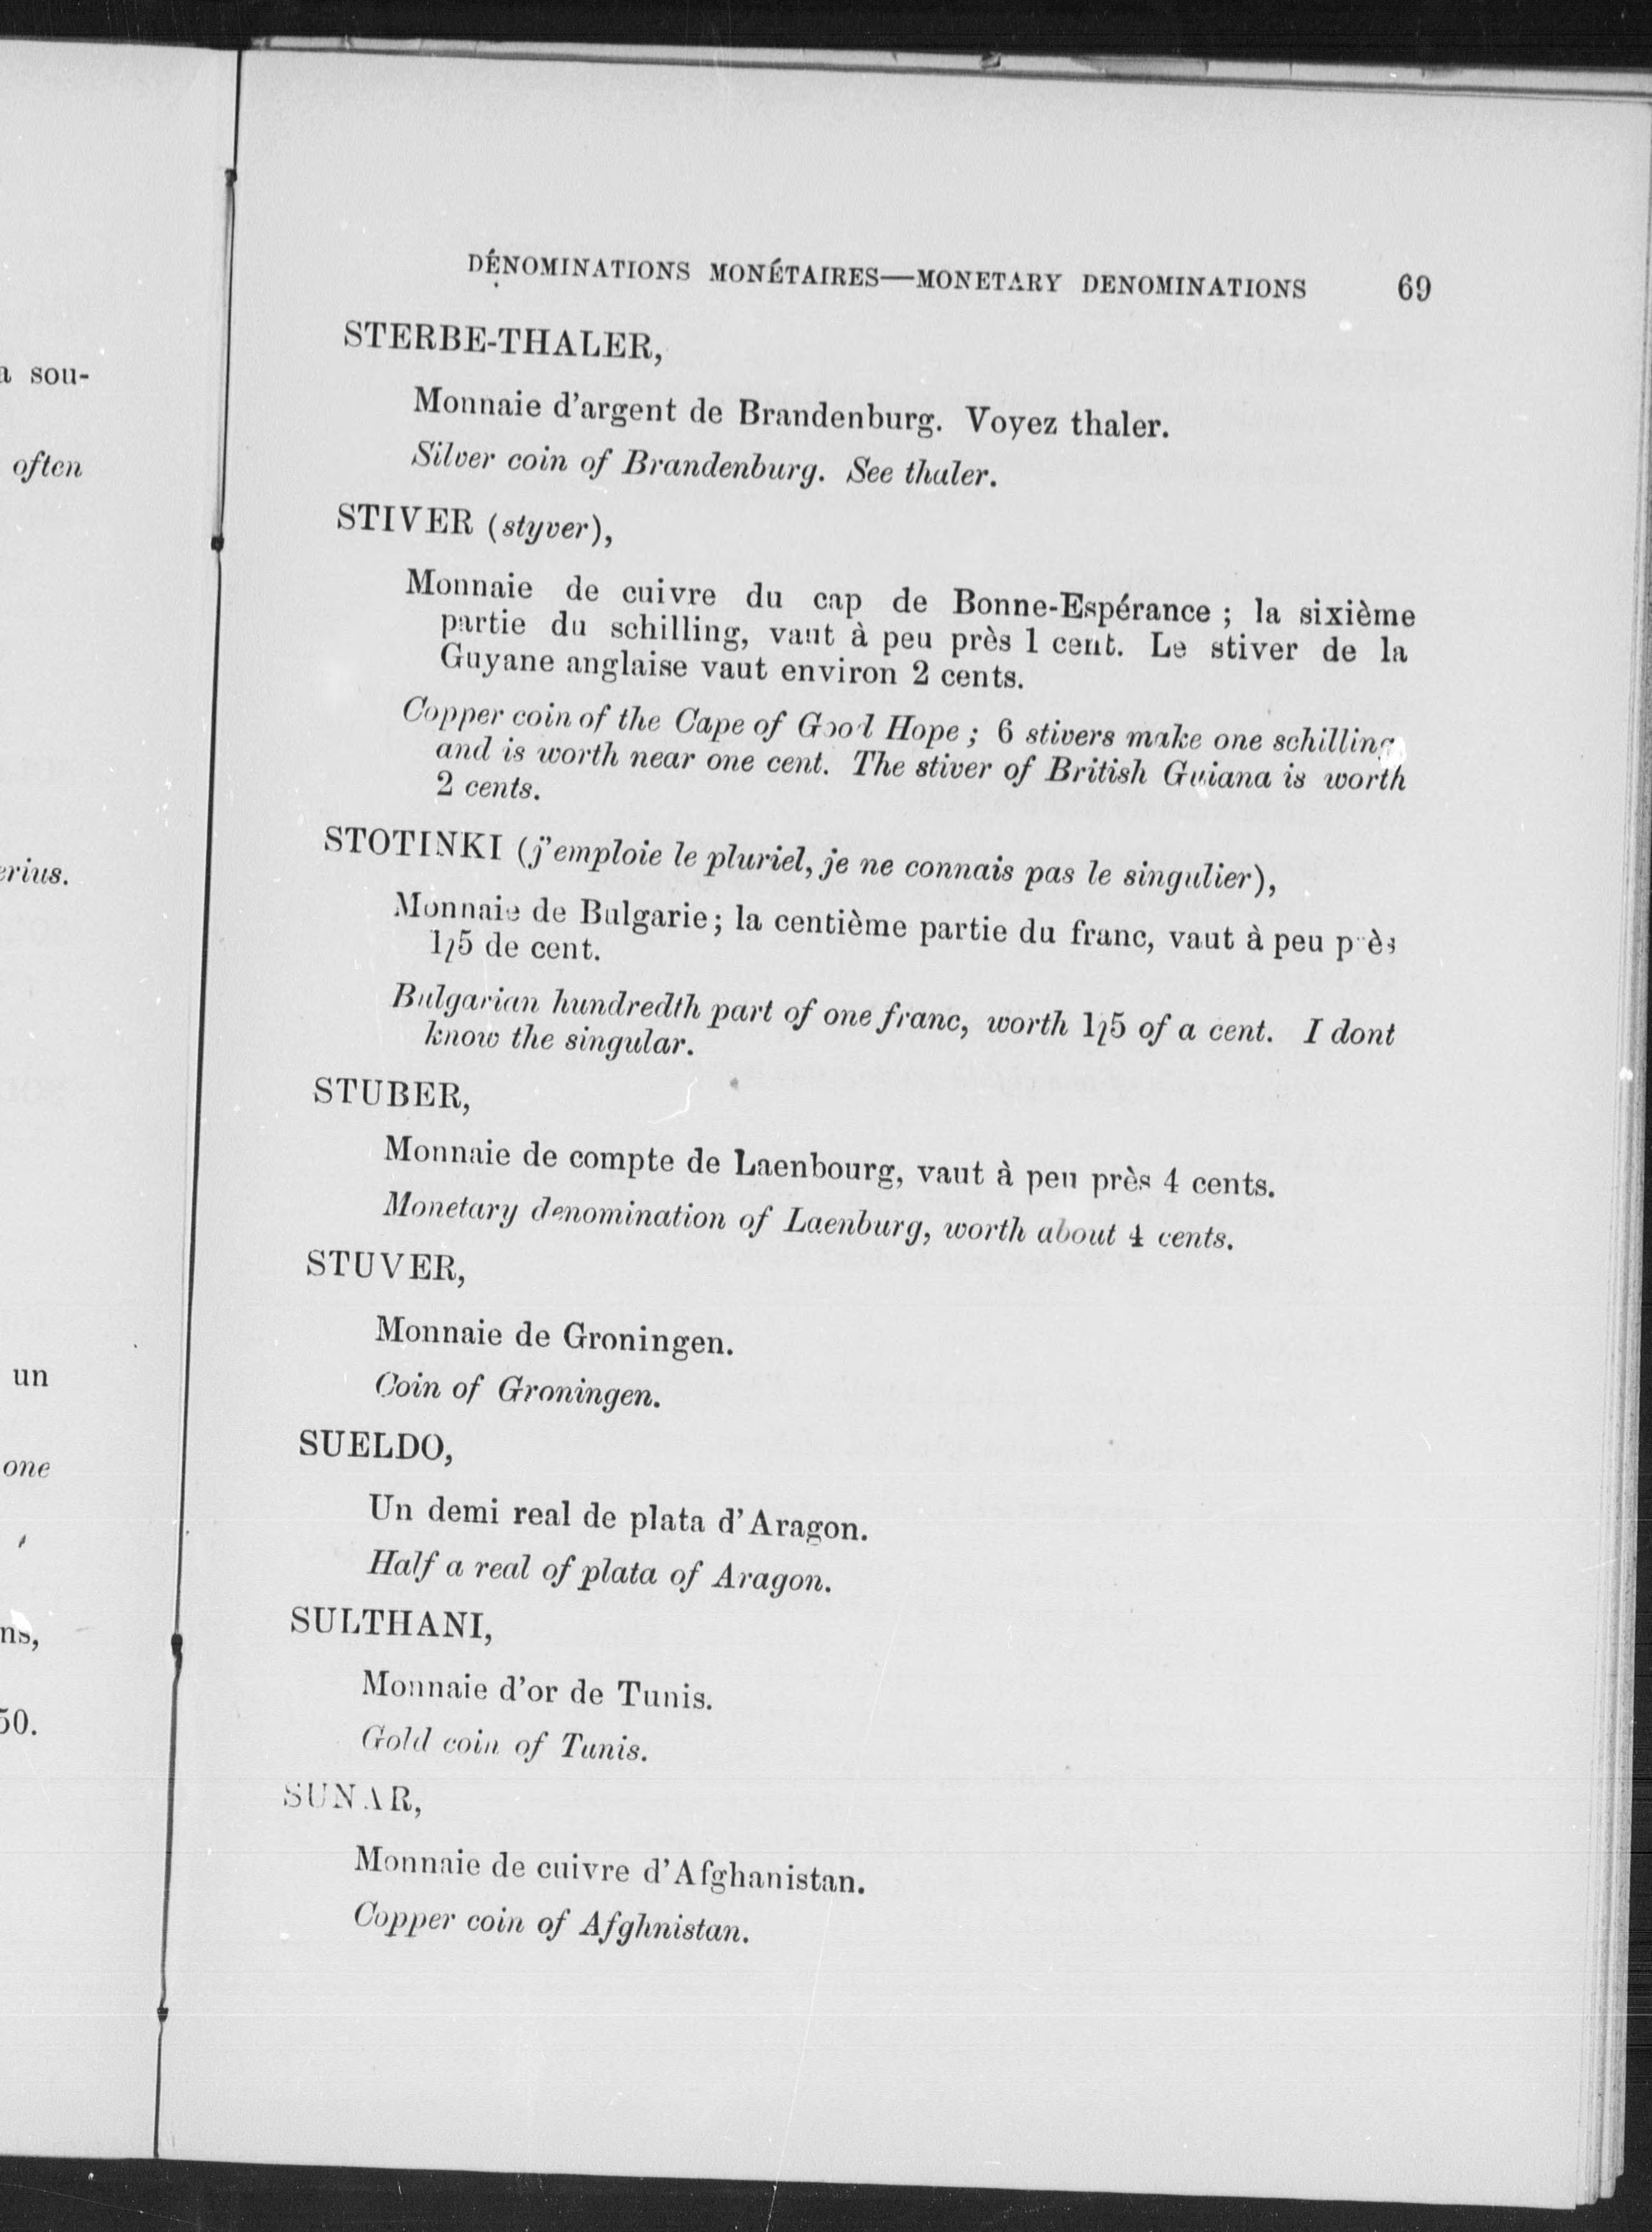 a sou-
often
erius.
un
one
ns,
50.
DÉNOMINATIONS MONÉTAIRES—MONETARY DENOMINATIONS 69
STERBE-THALER,
Monnaie d'argent de Brandenburg. Voyez thaler.
Silver coin of Brandenburg. See thaler.
STIVER (styver),
Monnaie de cuivre du cap de Bonne-Espérance ; la sixième
partie du schilling, vaut à peu près 1 cent. Le stiver de la
Guyane anglaise vaut environ 2 cents.
Copper coin of the Cape of Good Hope ; 6 stivers make one schilling
and is worth near one cent. The stiver of British Guiana is worth
2 cents.
STOTINKI (j'emploie le pluriel, je ne connais pas le singulier),
Monnaie de Bulgarie; la centième partie du franc, vaut à peu près
1/5 de cent.
Bulgarian hundredth part of one franc, worth 1/5 of a cent. I dont
know the singular.
STUBER,
Monnaie de compte de Laenbourg, vaut à peu près 4 cents.
Monetary denomination of Laenburg, worth about 4 cents.
STUVER,
Monnaie de Groningen.
Coin of Groningen.
SUELDO,
Un demi real de plata d'Aragon.
Half a real of plata of Aragon.
SULTHANI,
Monnaie d'or de Tunis.
Gold coin of Tunis.
SUNAR,
Monnaie de cuivre d'Afghanistan.
Copper coin of Afghnistan.